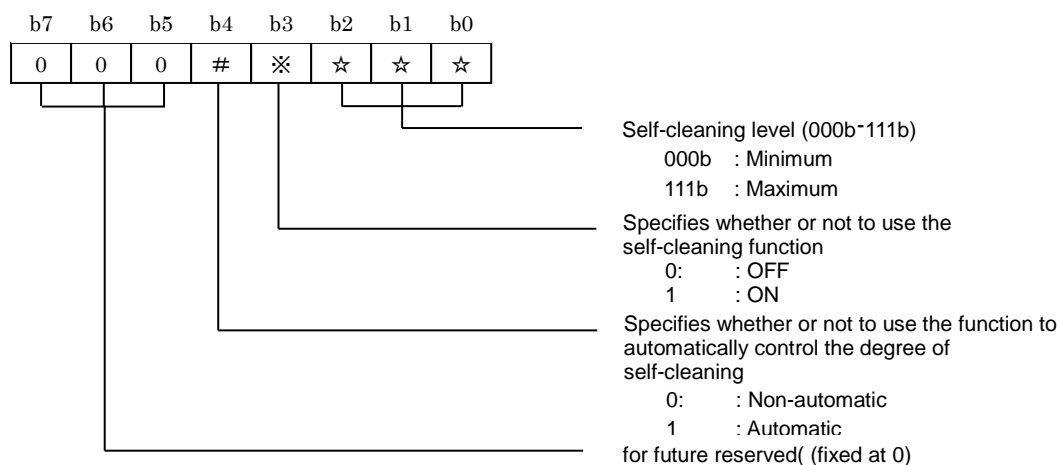 b7 b6 b5 b4 b3 b2 b1 b0
0 0 0 # ※ ☆ ☆ ☆
Self-cleaning level (000b-111b)
000b : Minimum
111b : Maximum
Specifies whether or not to use the
self-cleaning function
0: : OFF
1 : ON
Specifies whether or not to use the function to
automatically control the degree of
self-cleaning
0: : Non-automatic
1 : Automatic
for future reserved( (fixed at 0)